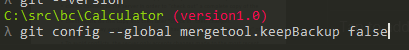 λ git --version
C:\src\bc\Calculator (version1.0)
λ git config --global mergetool.keepBackup false